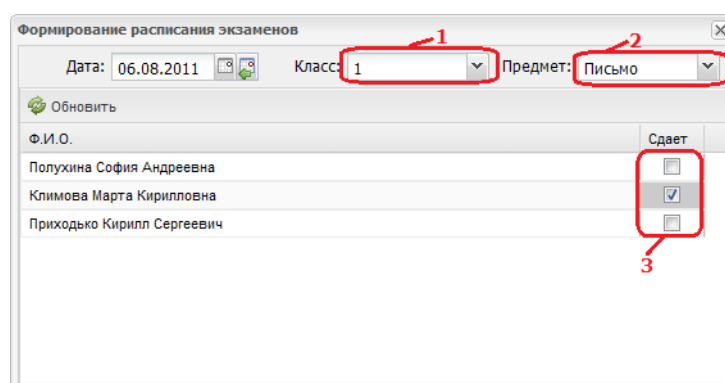 Формирование расписания экзаменов
1
2
Дата: 06.08.2011 Класс: 1 Предмет: Письмо
Обновить
Ф.И.О. Сдает
Полухина София Андреевна
Климова Марта Кирилловна
Приходько Кирилл Сергеевич
3